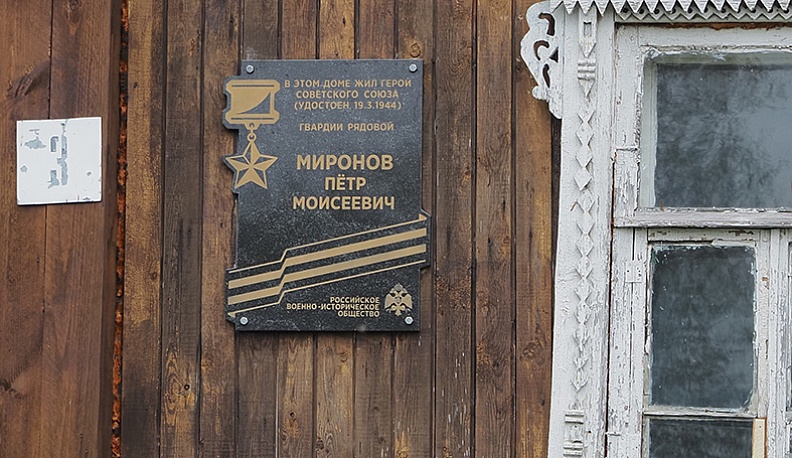 3
В ЭТОМ ДОМЕ ЖИЛ ГЕРОЙ
СОВЕТСКОГО СОЮЗА
(УДОСТОЕН 19.3.1944)
ГВАРДИИ РЯДОВОЙ
МИРОНОВ
ПЁТР
МОИСЕЕВИЧ
РОССИЙСКОЕ
ВОЕННО-ИСТОРИЧЕСКОЕ
ОБЩЕСТВО